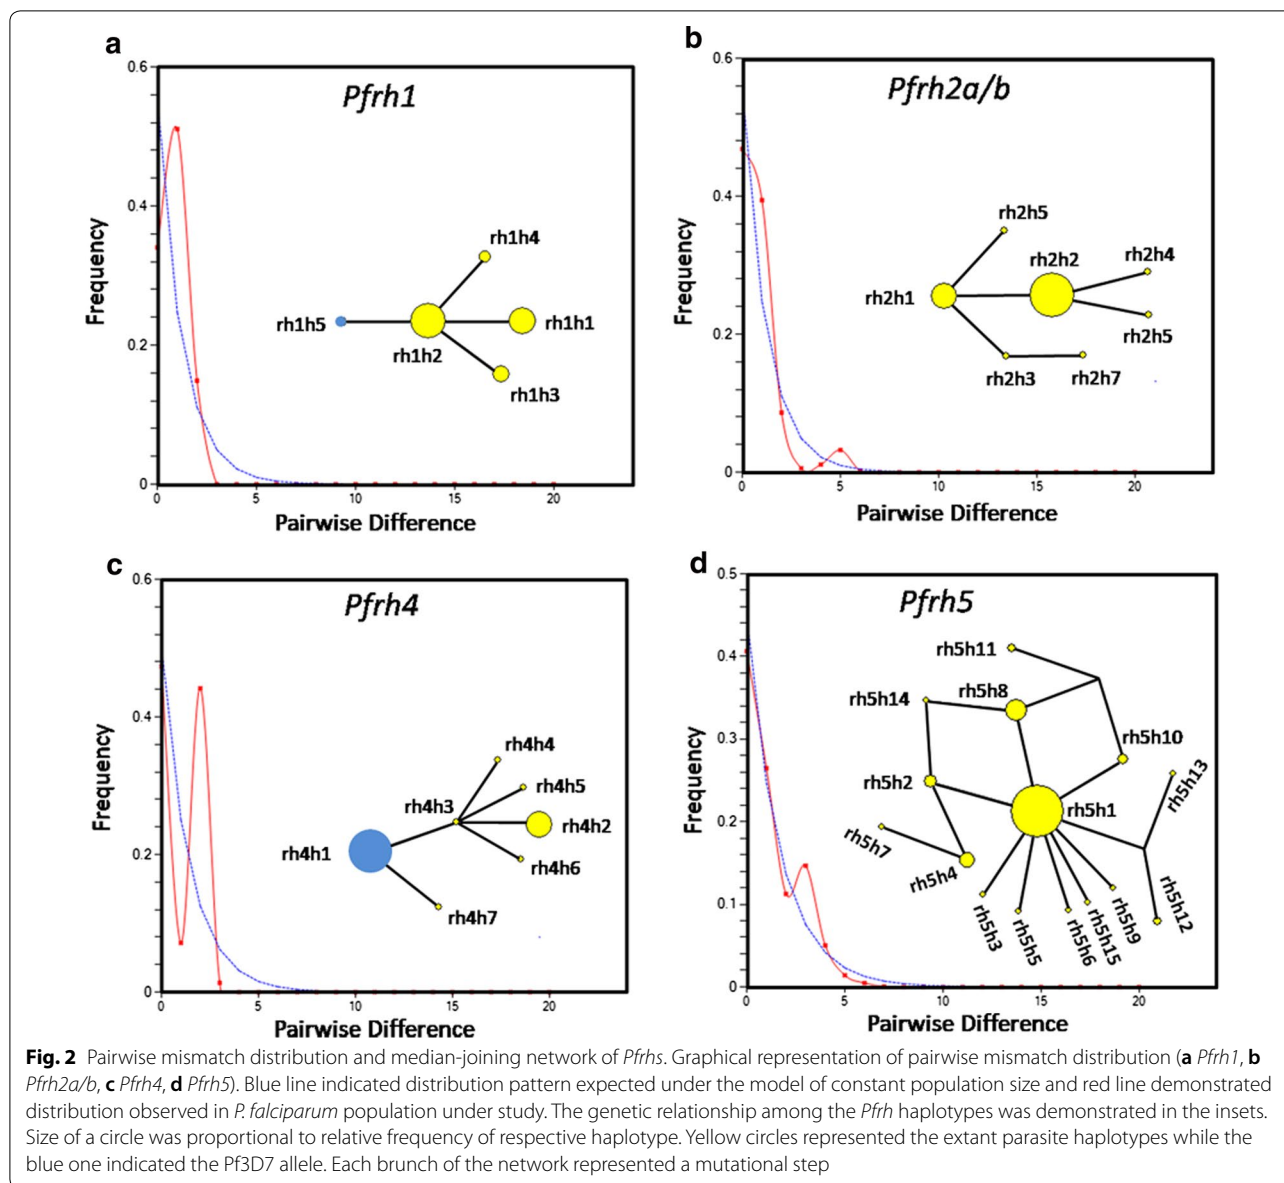 a
Pfrh1
0.6
0.4
0.2
0
Frequency
rh1h4
rh1h5
rh1h1
rh1h2
rh1h3
0 5 10 15 20
Pairwise Difference
b
Pfrh2a/b
0.6
0.4
0.2
0
Frequency
rh2h5
rh2h2
rh2h4
rh2h1
rh2h5
rh2h3
rh2h7
0 5 10 15 20
Pairwise Difference
c
Pfrh4
0.6
0.4
0.2
0
Frequency
rh4h4
rh4h5
rh4h3
rh4h2
rh4h1
rh4h6
rh4h7
0 5 10 15 20
Pairwise Difference
d
Pfrh5
0.5
0.4
0.3
0.2
0.1
0
Frequency
rh5h11
rh5h8
rh5h14
rh5h10
rh5h13
rh5h2
rh5h1
rh5h7
rh5h4
rh5h3
rh5h5
rh5h6
rh5h15
rh5h9
rh5h12
0 5 10 15 20
Pairwise Difference
Fig. 2 Pairwise mismatch distribution and median-joining network of Pfrhs. Graphical representation of pairwise mismatch distribution (a Pfrh1, b
Pfrh2a/b, c Pfrh4, d Pfrh5). Blue line indicated distribution pattern expected under the model of constant population size and red line demonstrated
distribution observed in P. falciparum population under study. The genetic relationship among the Pfrh haplotypes was demonstrated in the insets.
Size of a circle was proportional to relative frequency of respective haplotype. Yellow circles represented the extant parasite haplotypes while the
blue one indicated the Pf3D7 allele. Each brunch of the network represented a mutational step